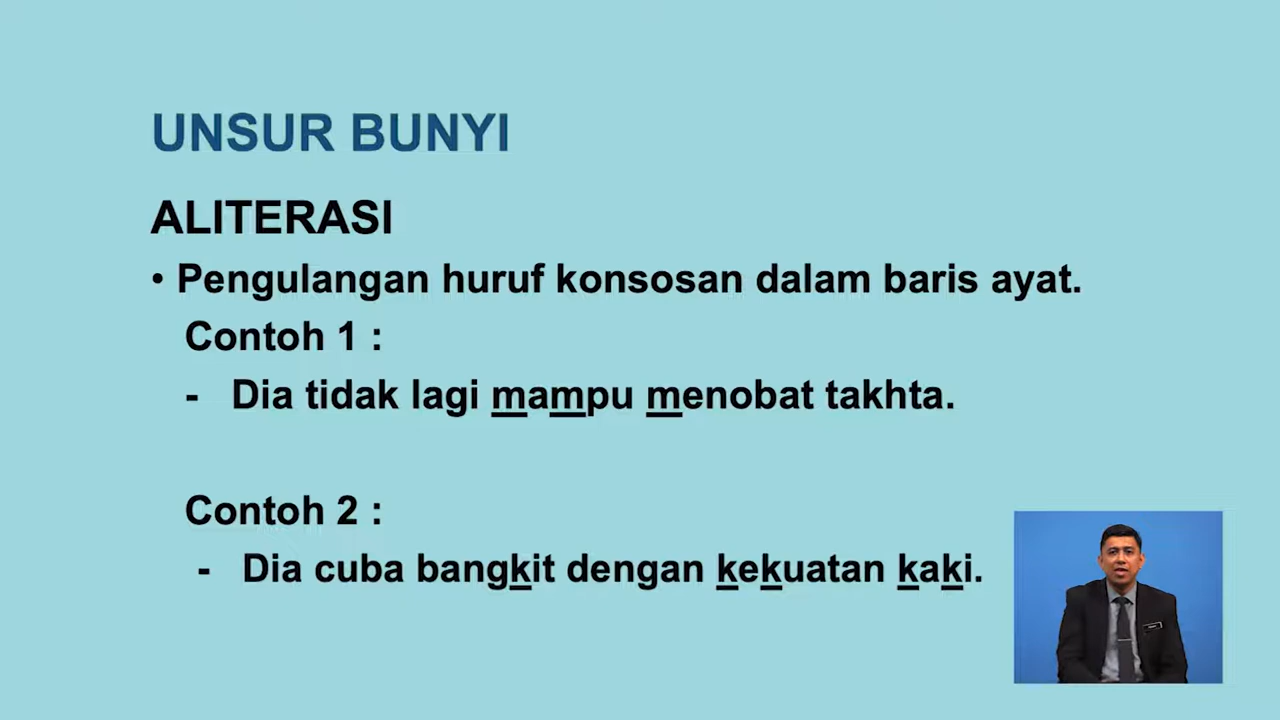 UNSUR BUNYI
ALITERASI
• Pengulangan huruf konsosan dalam baris ayat.
Contoh 1 :
- Dia tidak lagi mampu menobat takhta.
Contoh 2 :
- Dia cuba bangkit dengan kekuatan kaki.